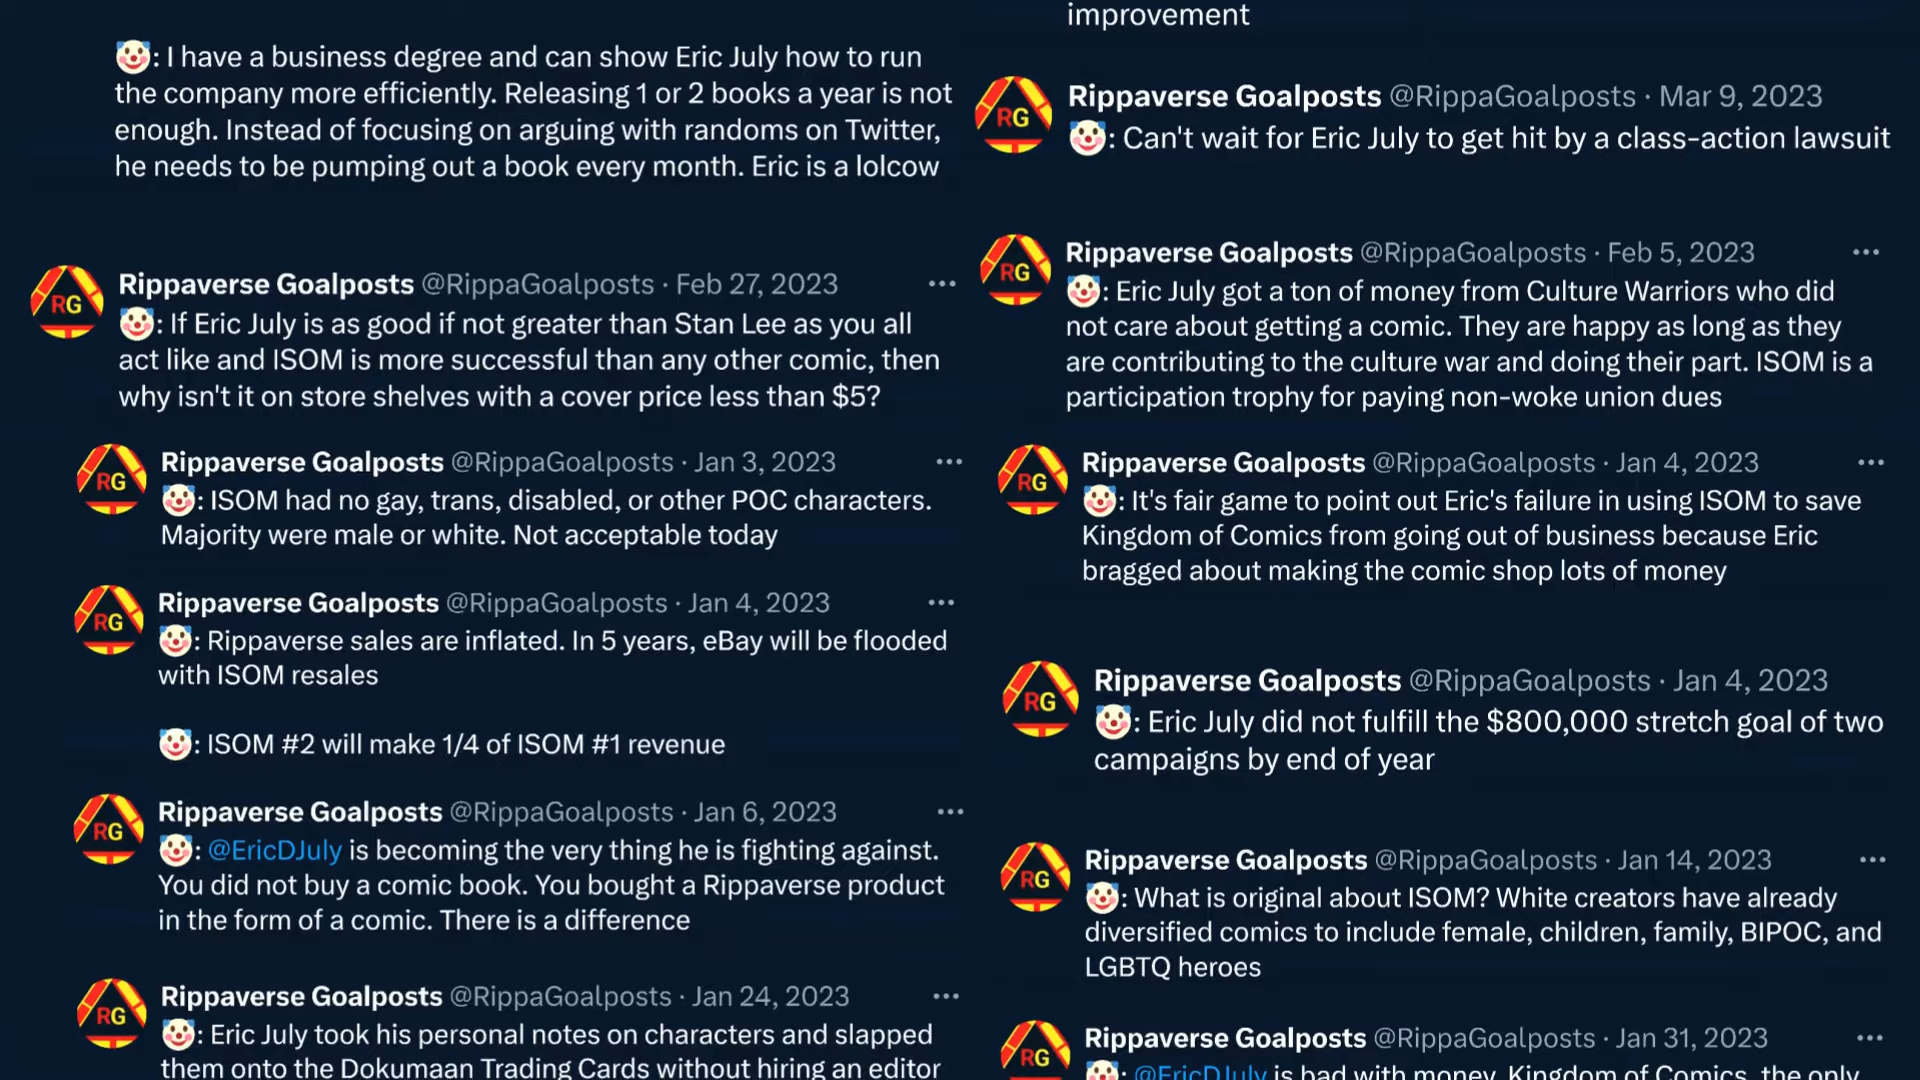 🤡: I have a business degree and can show Eric July how to run
the company more efficiently. Releasing 1 or 2 books a year is not
enough. Instead of focusing on arguing with randoms on Twitter,
he needs to be pumping out a book every month. Eric is a lolcow
RG
Rippaverse Goalposts @RippaGoalposts · Feb 27, 2023
🤡: If Eric July is as good if not greater than Stan Lee as you all
act like and ISOM is more successful than any other comic, then
why isn't it on store shelves with a cover price less than $5?
RG
Rippaverse Goalposts @RippaGoalposts · Jan 3, 2023
🤡: ISOM had no gay, trans, disabled, or other POC characters.
Majority were male or white. Not acceptable today
RG
Rippaverse Goalposts @RippaGoalposts · Jan 4, 2023
🤡: Rippaverse sales are inflated. In 5 years, eBay will be flooded
with ISOM resales
🤡: ISOM #2 will make 1/4 of ISOM #1 revenue
RG
Rippaverse Goalposts @RippaGoalposts · Jan 6, 2023
🤡: @EricDJuly is becoming the very thing he is fighting against.
You did not buy a comic book. You bought a Rippaverse product
in the form of a comic. There is a difference
RG
Rippaverse Goalposts @RippaGoalposts · Jan 24, 2023
🤡: Eric July took his personal notes on characters and slapped
them onto the Dokumaan Trading Cards without hiring an editor
improvement
RG
Rippaverse Goalposts @RippaGoalposts · Mar 9, 2023
🤡: Can't wait for Eric July to get hit by a class-action lawsuit
RG
Rippaverse Goalposts @RippaGoalposts · Feb 5, 2023
🤡: Eric July got a ton of money from Culture Warriors who did
not care about getting a comic. They are happy as long as they
are contributing to the culture war and doing their part. ISOM is a
participation trophy for paying non-woke union dues
RG
Rippaverse Goalposts @RippaGoalposts · Jan 4, 2023
🤡: It's fair game to point out Eric's failure in using ISOM to save
Kingdom of Comics from going out of business because Eric
bragged about making the comic shop lots of money
RG
Rippaverse Goalposts @RippaGoalposts · Jan 4, 2023
🤡: Eric July did not fulfill the $800,000 stretch goal of two
campaigns by end of year
RG
Rippaverse Goalposts @RippaGoalposts · Jan 14, 2023
🤡: What is original about ISOM? White creators have already
diversified comics to include female, children, family, BIPOC, and
LGBTQ heroes
RG
Rippaverse Goalposts @RippaGoalposts · Jan 31, 2023
🤡: @EricDJuly is bad with money. Kingdom of Comics, the only